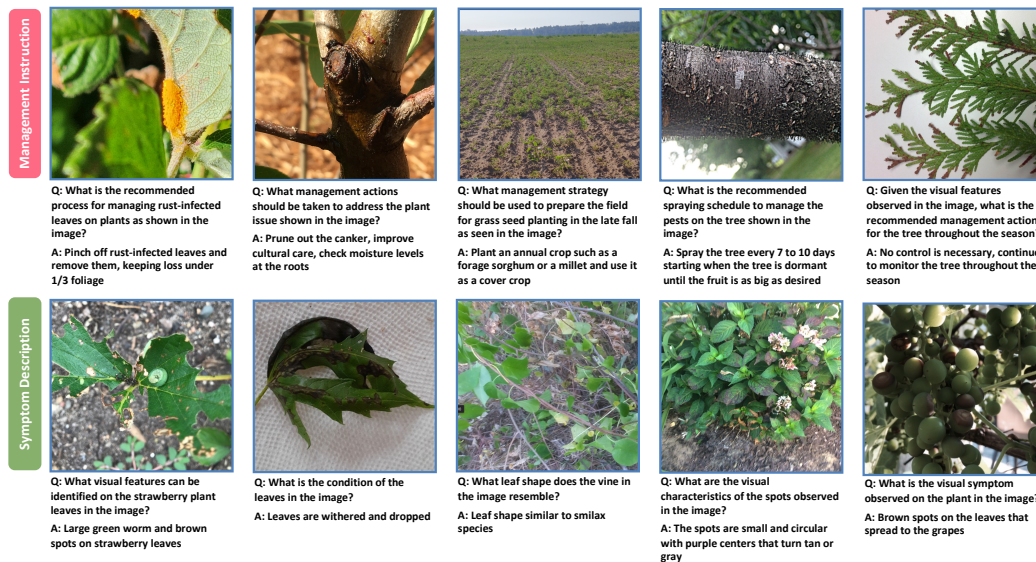 Management Instruction
Q: What is the recommended
process for managing rust-infected
leaves on plants as shown in the
image?
A: Pinch off rust-infected leaves and
remove them, keeping loss under
1/3 foliage
Q: What management actions
should be taken to address the plant
issue shown in the image?
A: Prune out the canker, improve
cultural care, check moisture levels
at the roots
Q: What management strategy
should be used to prepare the field
for grass seed planting in the late fall
as seen in the image?
A: Plant an annual crop such as a
forage sorghum or a millet and use it
as a cover crop
Q: What is the recommended
spraying schedule to manage the
pests on the tree shown in the
image?
A: Spray the tree every 7 to 10 days
starting when the tree is dormant
until the fruit is as big as desired
Q: Given the visual features
observed in the image, what is the
recommended management action
for the tree throughout the season
A: No control is necessary, continue
to monitor the tree throughout the
season
Symptom Description
Q: What visual features can be
identified on the strawberry plant
leaves in the image?
A: Large green worm and brown
spots on strawberry leaves
Q: What is the condition of the
leaves in the image?
A: Leaves are withered and dropped
Q: What leaf shape does the vine in
the image resemble?
A: Leaf shape similar to smilax
species
Q: What are the visual
characteristics of the spots observed
in the image?
A: The spots are small and circular
with purple centers that turn tan or
gray
Q: What is the visual symptom
observed on the plant in the image?
A: Brown spots on the leaves that
spread to the grapes